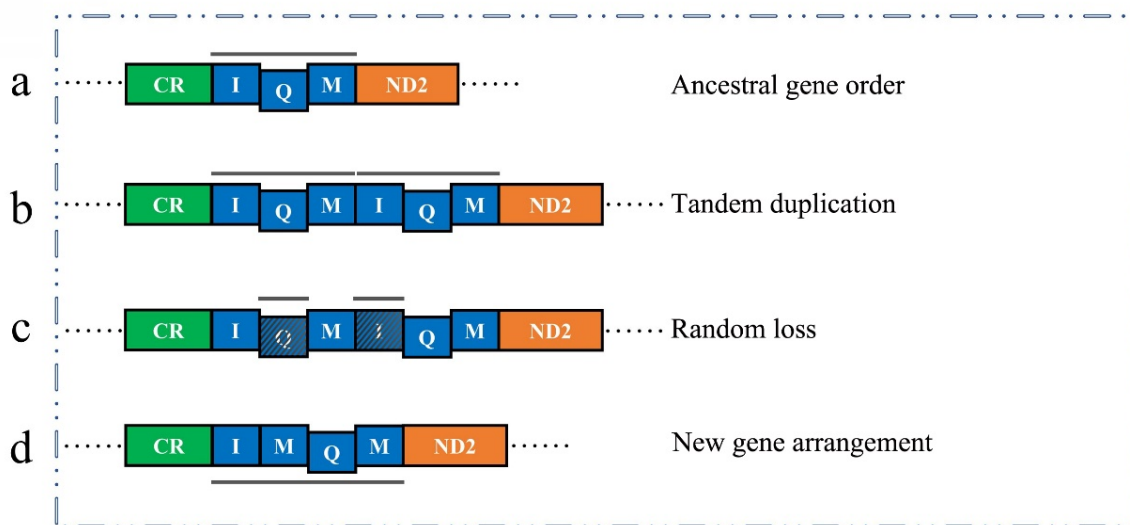 a CR I Q M ND2 Ancestral gene order
b CR I Q M I Q M ND2 Tandem duplication
c CR I Q M I Q M ND2 Random loss
d CR I M Q M ND2 New gene arrangement